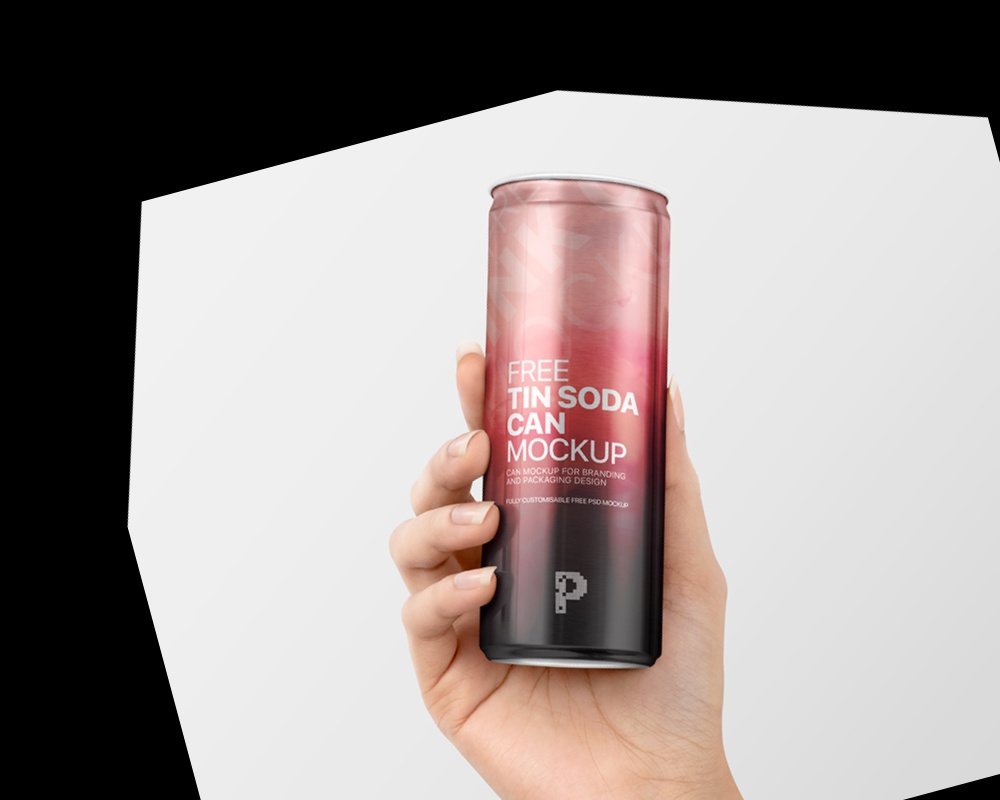 FREE
TIN SODA
CAN
MOCKUP
CAN MOCKUP FOR BRANDING
AND PACKAGING DESIGN
FULLY CUSTOMISABLE FREE PSD MOCKUP
P